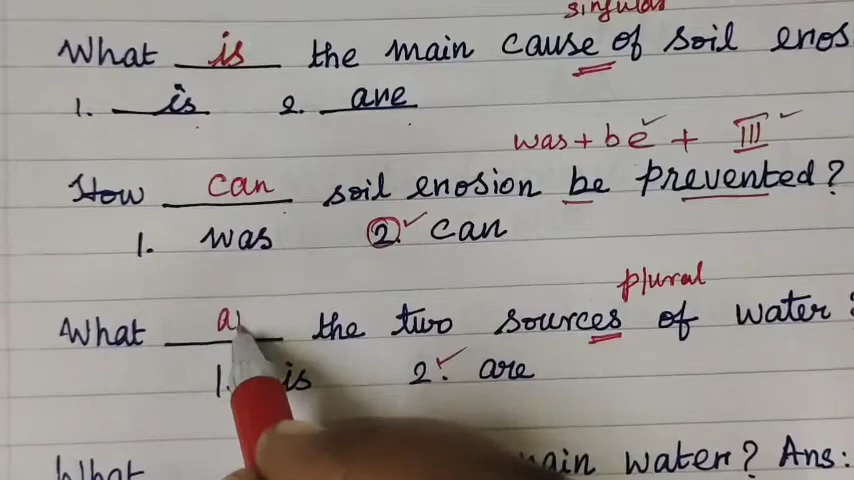 singular
What is the main cause of soil eros
1. is 2. are
was + be + III
How can soil erosion be prevented?
1. was 2. can
plural
What a the two sources of water?
1. is 2. are
What ain water? Ans: